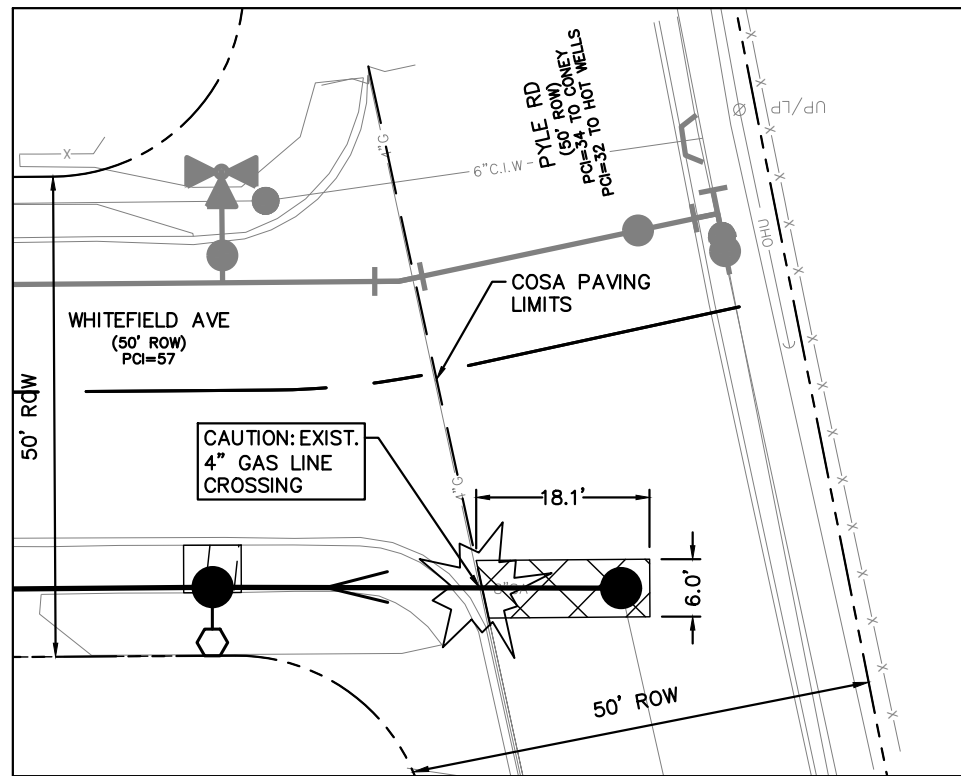 PYLE RD
(50' ROW)
PCI=34 TO CONEY
PCI=32 TO HOT WELLS
UP/LP
4"G
X
6"C.I.W
OHU
COSA PAVING
LIMITS
WHITEFIELD AVE
(50' ROW)
PCI=57
50' ROW
CAUTION: EXIST.
4" GAS LINE
CROSSING
4"G
18.1'
6.0'
50' ROW
X
X
X
X
X
X
X
X
X
X
X
X
X
X